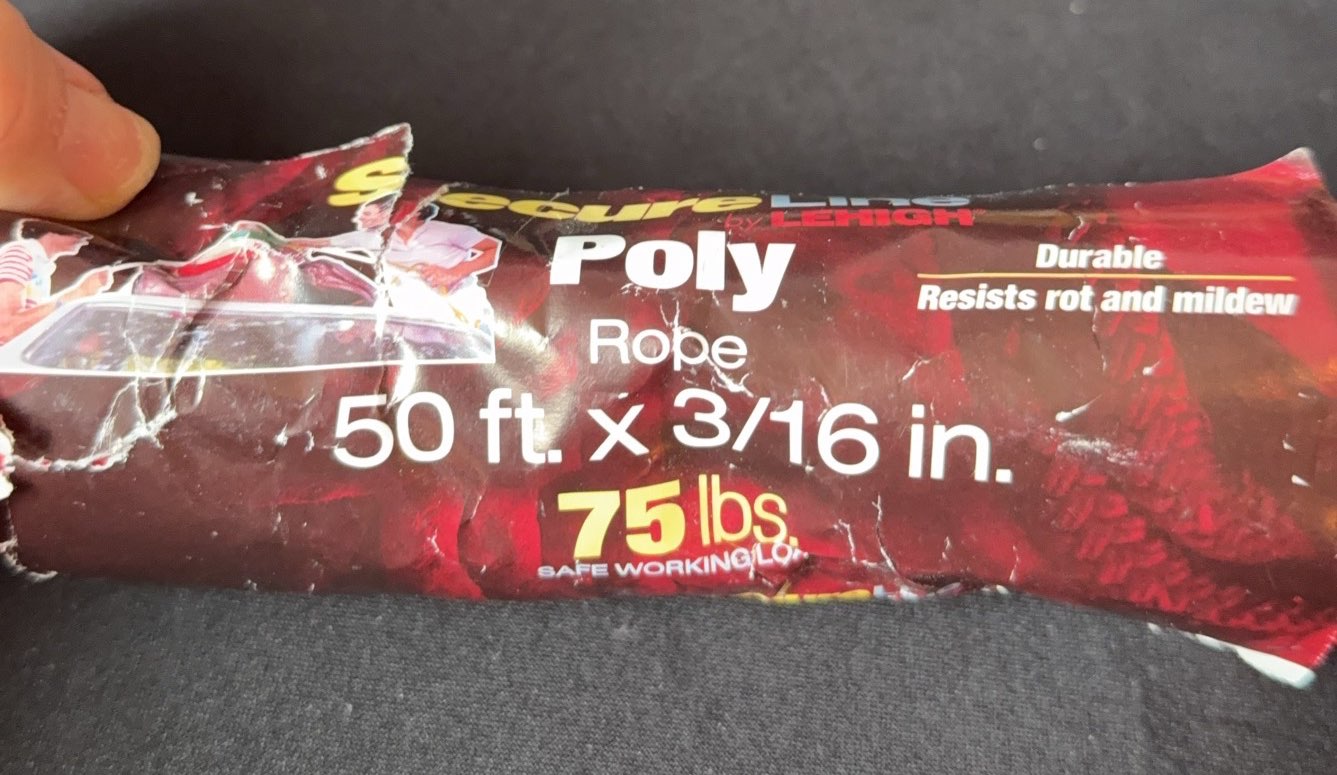 SecureLine
by LEHIGH
Poly
Rope
50 ft. x 3/16 in.
75 lbs.
SAFE WORKING
Durable
Resists rot and mildew